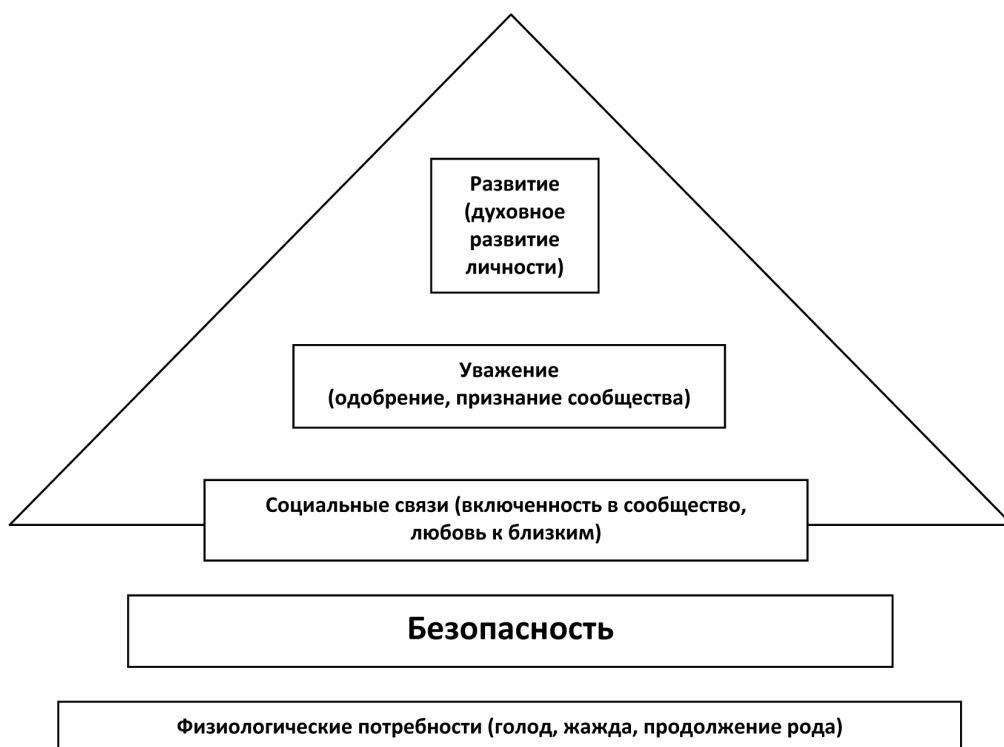 Развитие
(духовное
развитие
личности)
Уважение
(одобрение, признание сообщества)
Социальные связи (включенность в сообщество,
любовь к близким)
Безопасность
Физиологические потребности (голод, жажда, продолжение рода)